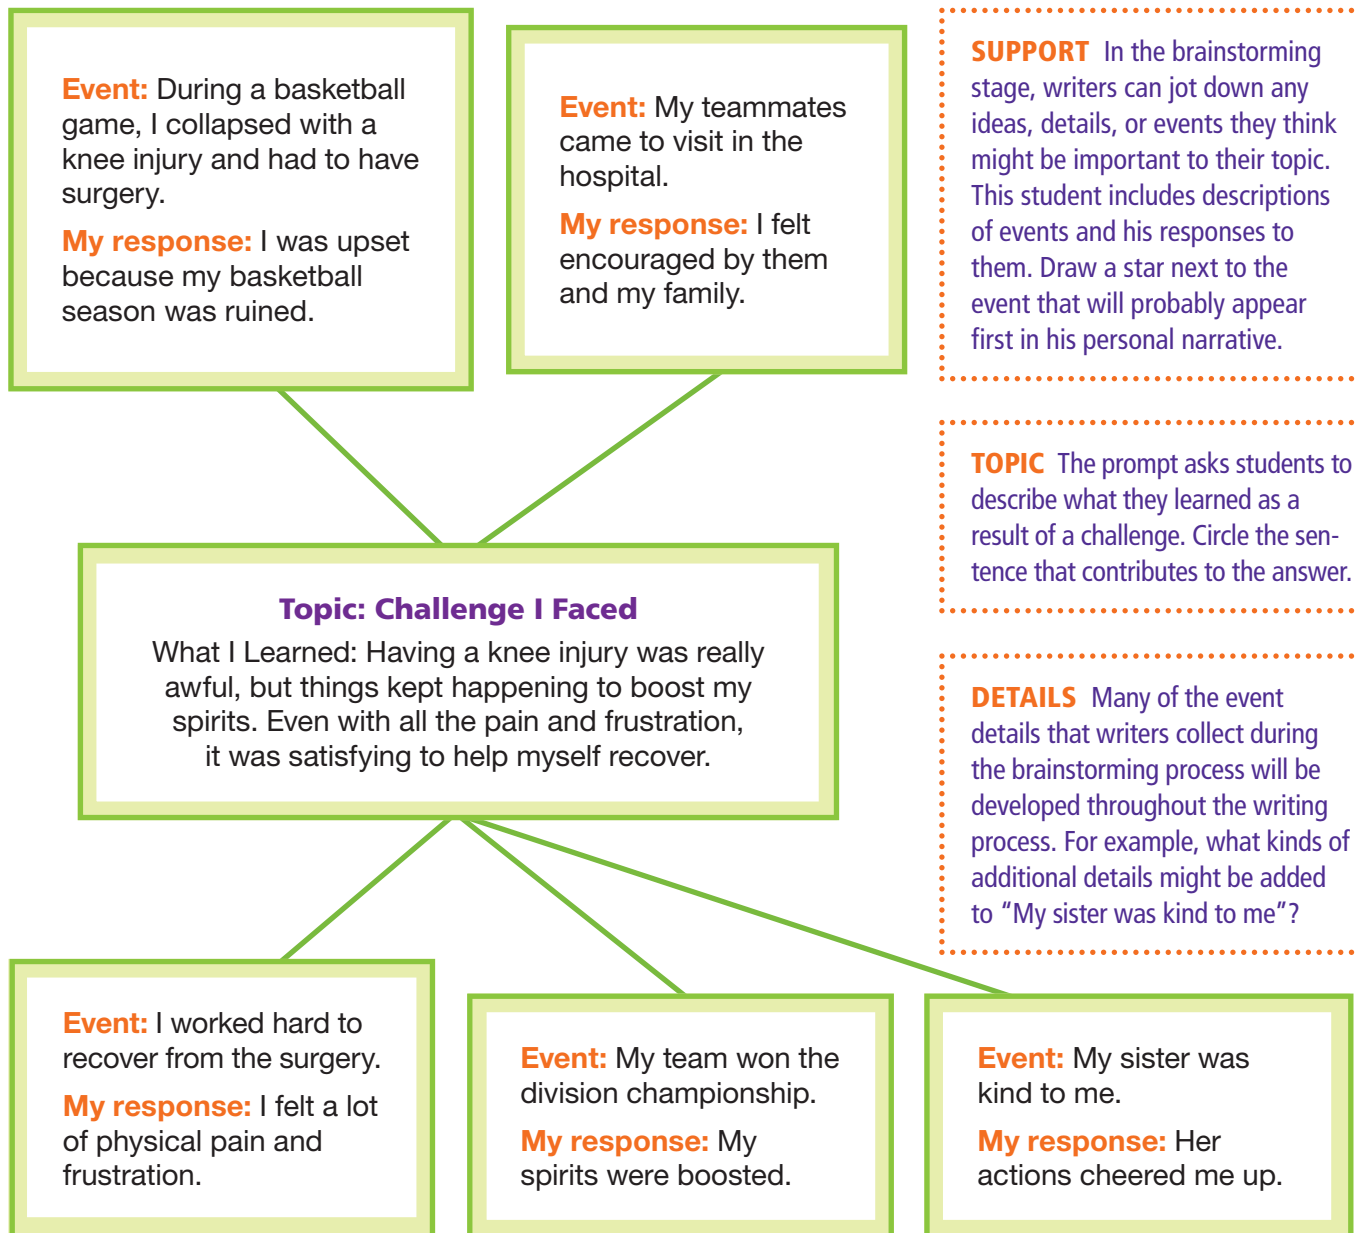 Event: During a basketball
game, I collapsed with a
knee injury and had to have
surgery.
My response: I was upset
because my basketball
season was ruined.
Event: My teammates
came to visit in the
hospital.
My response: I felt
encouraged by them
and my family.
SUPPORT In the brainstorming
stage, writers can jot down any
ideas, details, or events they think
might be important to their topic.
This student includes descriptions
of events and his responses to
them. Draw a star next to the
event that will probably appear
first in his personal narrative.
TOPIC The prompt asks students to
describe what they learned as a
result of a challenge. Circle the sen-
tence that contributes to the answer.
Topic: Challenge I Faced
What I Learned: Having a knee injury was really
awful, but things kept happening to boost my
spirits. Even with all the pain and frustration,
it was satisfying to help myself recover.
DETAILS Many of the event
details that writers collect during
the brainstorming process will be
developed throughout the writing
process. For example, what kinds of
additional details might be added
to “My sister was kind to me”?
Event: I worked hard to
recover from the surgery.
My response: I felt a lot
of physical pain and
frustration.
Event: My team won the
division championship.
My response: My
spirits were boosted.
Event: My sister was
kind to me.
My response: Her
actions cheered me up.